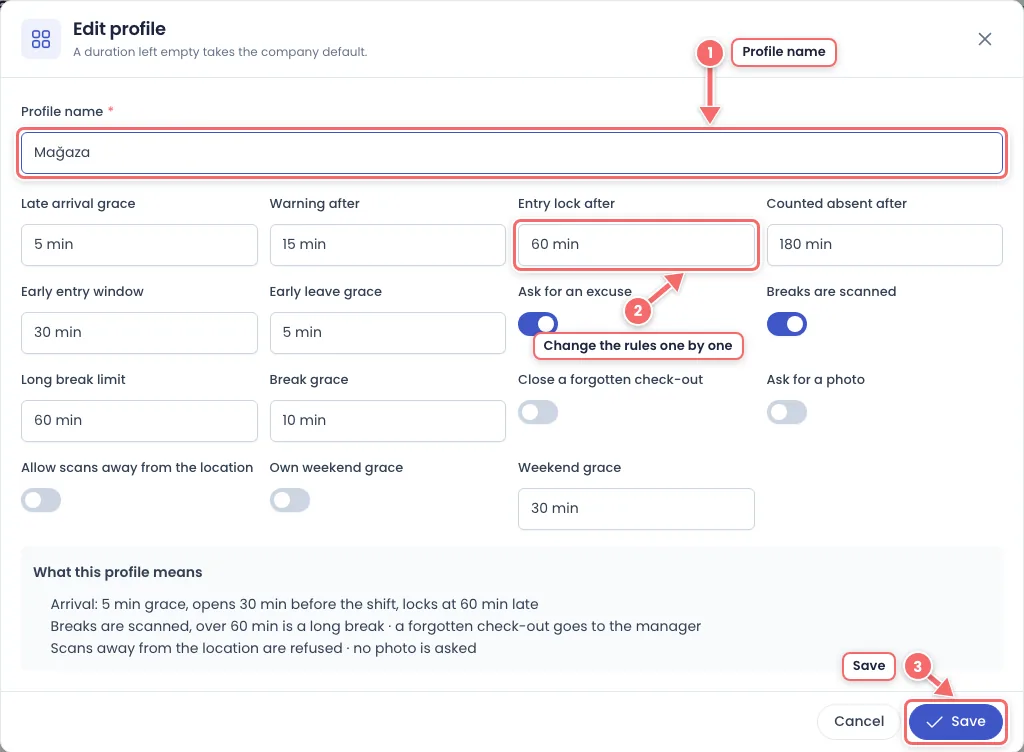 Edit profile
A duration left empty takes the company default.
1
Profile name
Profile name *
Mağaza
Late arrival grace
Warning after
Entry lock after
Counted absent after
5 min
15 min
60 min
180 min
Early entry window
Early leave grace
Ask for an excuse
Breaks are scanned
30 min
5 min
2
Change the rules one by one
Long break limit
Break grace
Close a forgotten check-out
Ask for a photo
60 min
10 min
Allow scans away from the location
Own weekend grace
Weekend grace
30 min
What this profile means
Arrival: 5 min grace, opens 30 min before the shift, locks at 60 min late
Breaks are scanned, over 60 min is a long break · a forgotten check-out goes to the manager
Scans away from the location are refused · no photo is asked
Save
3
Cancel
Save